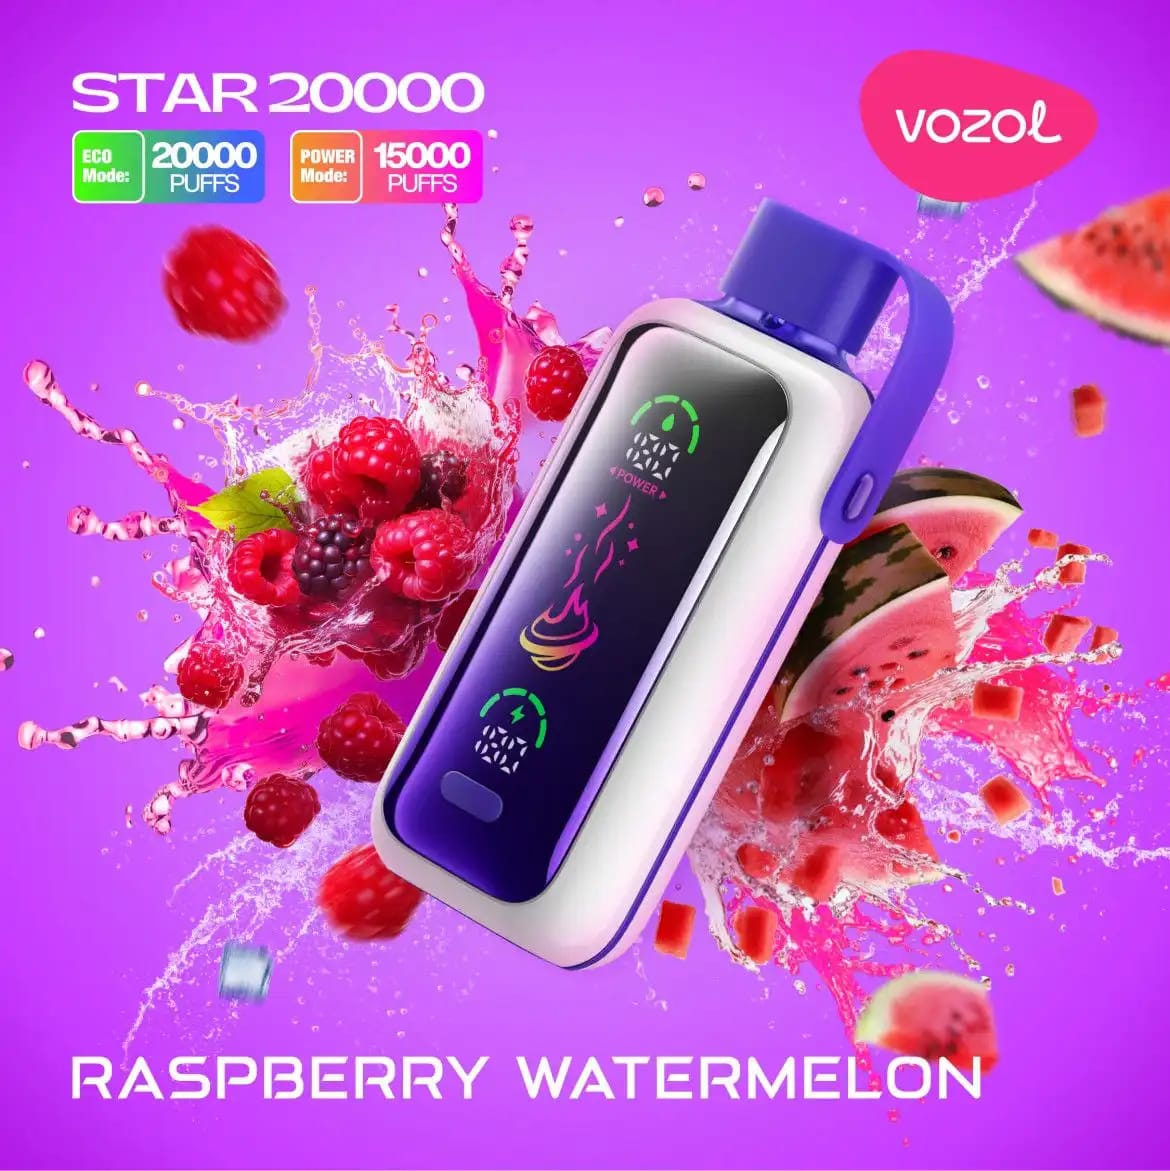 STAR 20000
ECO Mode: 20000 PUFFS
POWER Mode: 15000 PUFFS
VOZOL
POWER
RASPBERRY WATERMELON